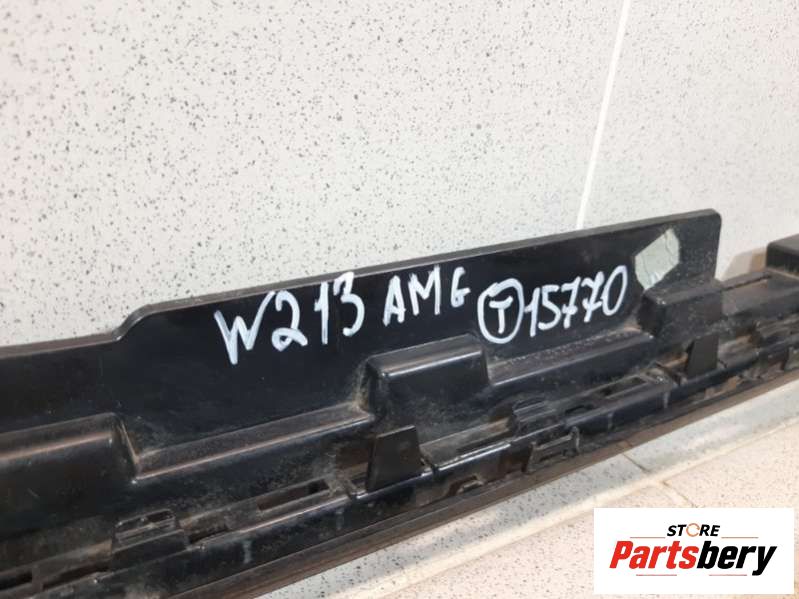 W213 AMG T 15770
STORE
Partsbery